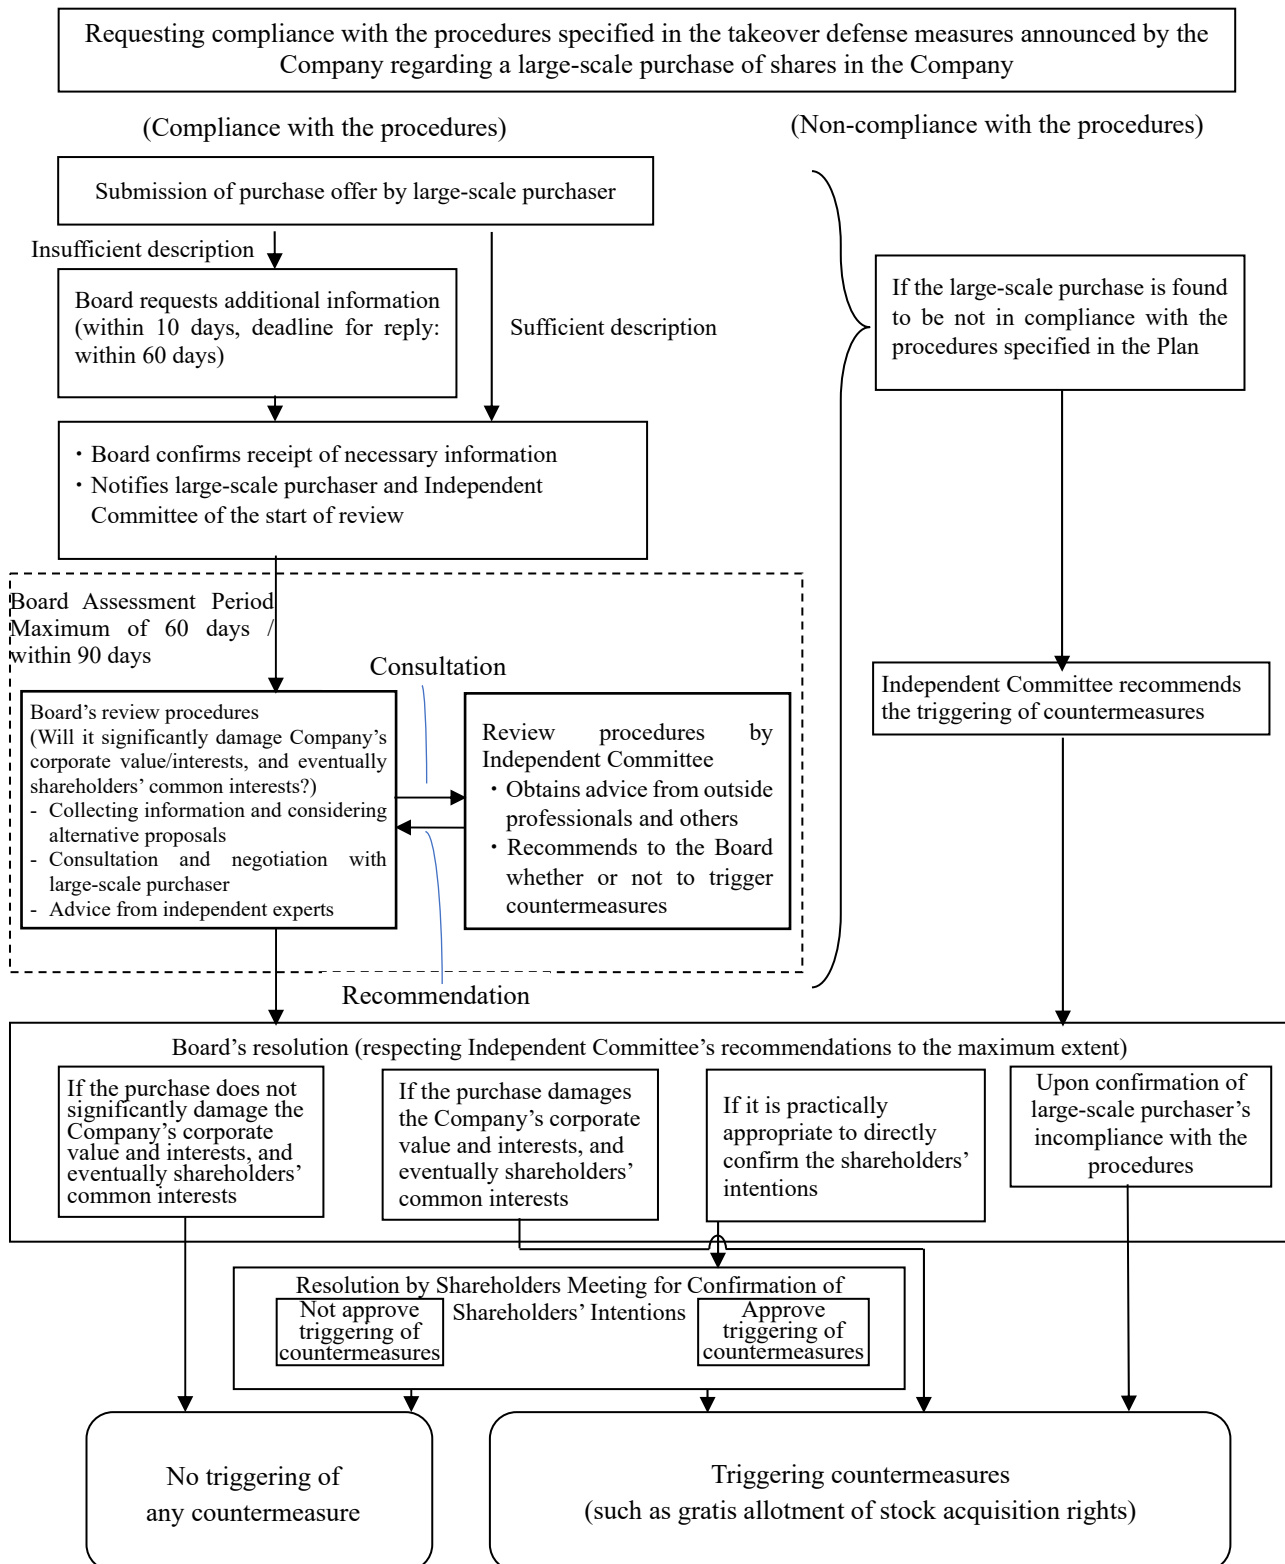 Requesting compliance with the procedures specified in the takeover defense measures announced by the
Company regarding a large-scale purchase of shares in the Company
(Compliance with the procedures)
(Non-compliance with the procedures)
Submission of purchase offer by large-scale purchaser
Insufficient description
Board requests additional information
(within 10 days, deadline for reply:
within 60 days)
Sufficient description
If the large-scale purchase is found
to be not in compliance with the
procedures specified in the Plan
・Board confirms receipt of necessary information
・Notifies large-scale purchaser and Independent
Committee of the start of review
Board Assessment Period
Maximum of 60 days /
within 90 days
Consultation
Independent Committee recommends
the triggering of countermeasures
Board’s review procedures
(Will it significantly damage Company’s
corporate value/interests, and eventually
shareholders’ common interests?)
- Collecting information and considering
alternative proposals
- Consultation and negotiation with
large-scale purchaser
- Advice from independent experts
Review procedures by
Independent Committee
・Obtains advice from outside
professionals and others
・Recommends to the Board
whether or not to trigger
countermeasures
Recommendation
Board’s resolution (respecting Independent Committee’s recommendations to the maximum extent)
If the purchase does not
significantly damage the
Company’s corporate
value and interests, and
eventually shareholders’
common interests
If the purchase damages
the Company’s corporate
value and interests, and
eventually shareholders’
common interests
If it is practically
appropriate to directly
confirm the shareholders’
intentions
Upon confirmation of
large-scale purchaser’s
incompliance with the
procedures
Resolution by Shareholders Meeting for Confirmation of
Shareholders’ Intentions
Not approve
triggering of
countermeasures
Approve
triggering of
countermeasures
No triggering of
any countermeasure
Triggering countermeasures
(such as gratis allotment of stock acquisition rights)